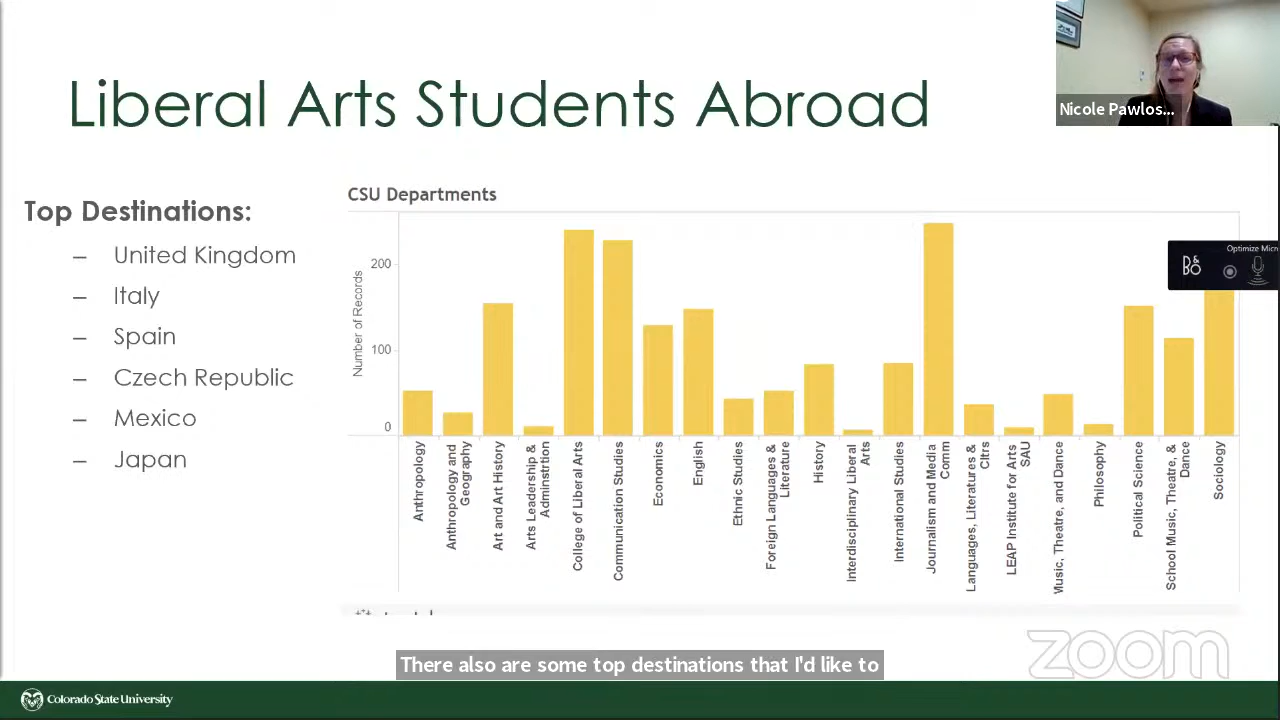 Liberal Arts Students Abroad
Nicole Pawlos...
Top Destinations:
– United Kingdom
– Italy
– Spain
– Czech Republic
– Mexico
– Japan
CSU Departments
Number of Records
200
100
0
Anthropology
Anthropology and
Geography
Art and Art History
Arts Leadership &
Adminstrtion
College of Liberal Arts
Communication Studies
Economics
English
Ethnic Studies
Foreign Languages &
Literature
History
Interdisciplinary Liberal
Arts
International Studies
Journalism and Media
Comm
Languages, Literatures &
Cltrs
LEAP Institute for Arts
SAU
Music, Theatre, and Dance
Philosophy
Political Science
School Music, Theatre, &
Dance
Sociology
Optimize Micr
B&O
zoom
There also are some top destinations that I'd like to
Colorado State University